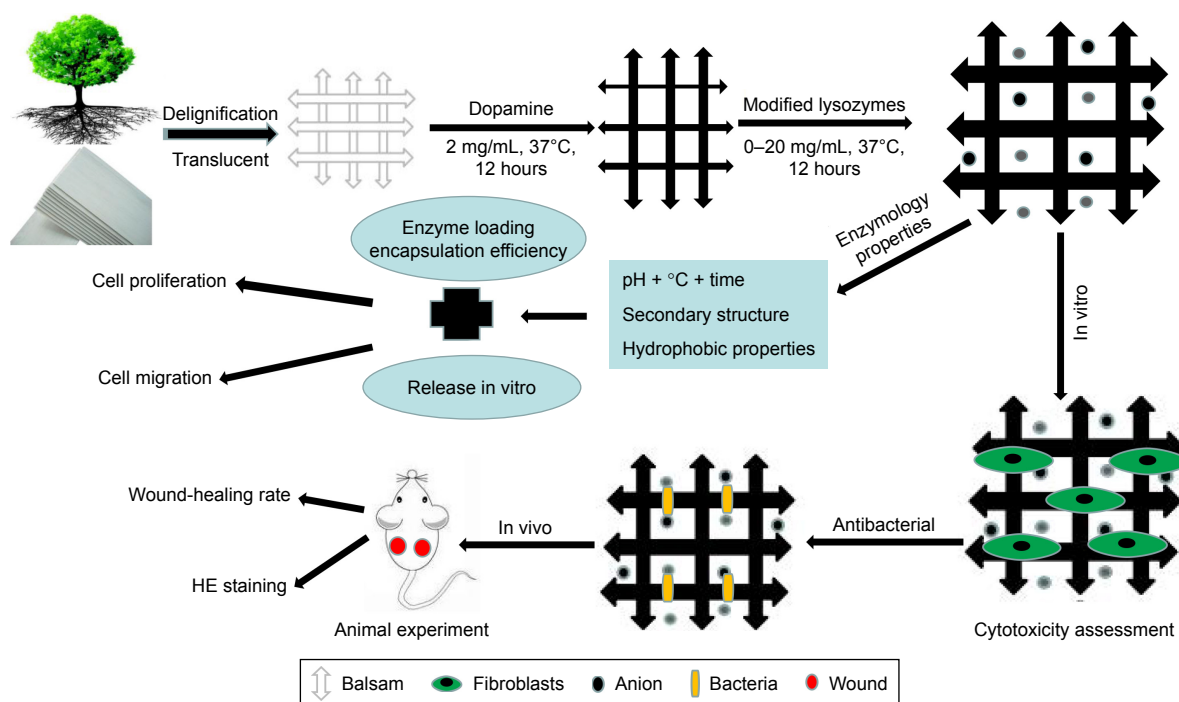 Delignification
Translucent
Dopamine
2 mg/mL, 37°C,
12 hours
Modified lysozymes
0–20 mg/mL, 37°C,
12 hours
Enzymology
properties
In vitro
Enzyme loading
encapsulation efficiency
pH + °C + time
Secondary structure
Hydrophobic properties
Release in vitro
Cell proliferation
Cell migration
Wound-healing rate
HE staining
In vivo
Antibacterial
Animal experiment
Cytotoxicity assessment
Balsam
Fibroblasts
Anion
Bacteria
Wound